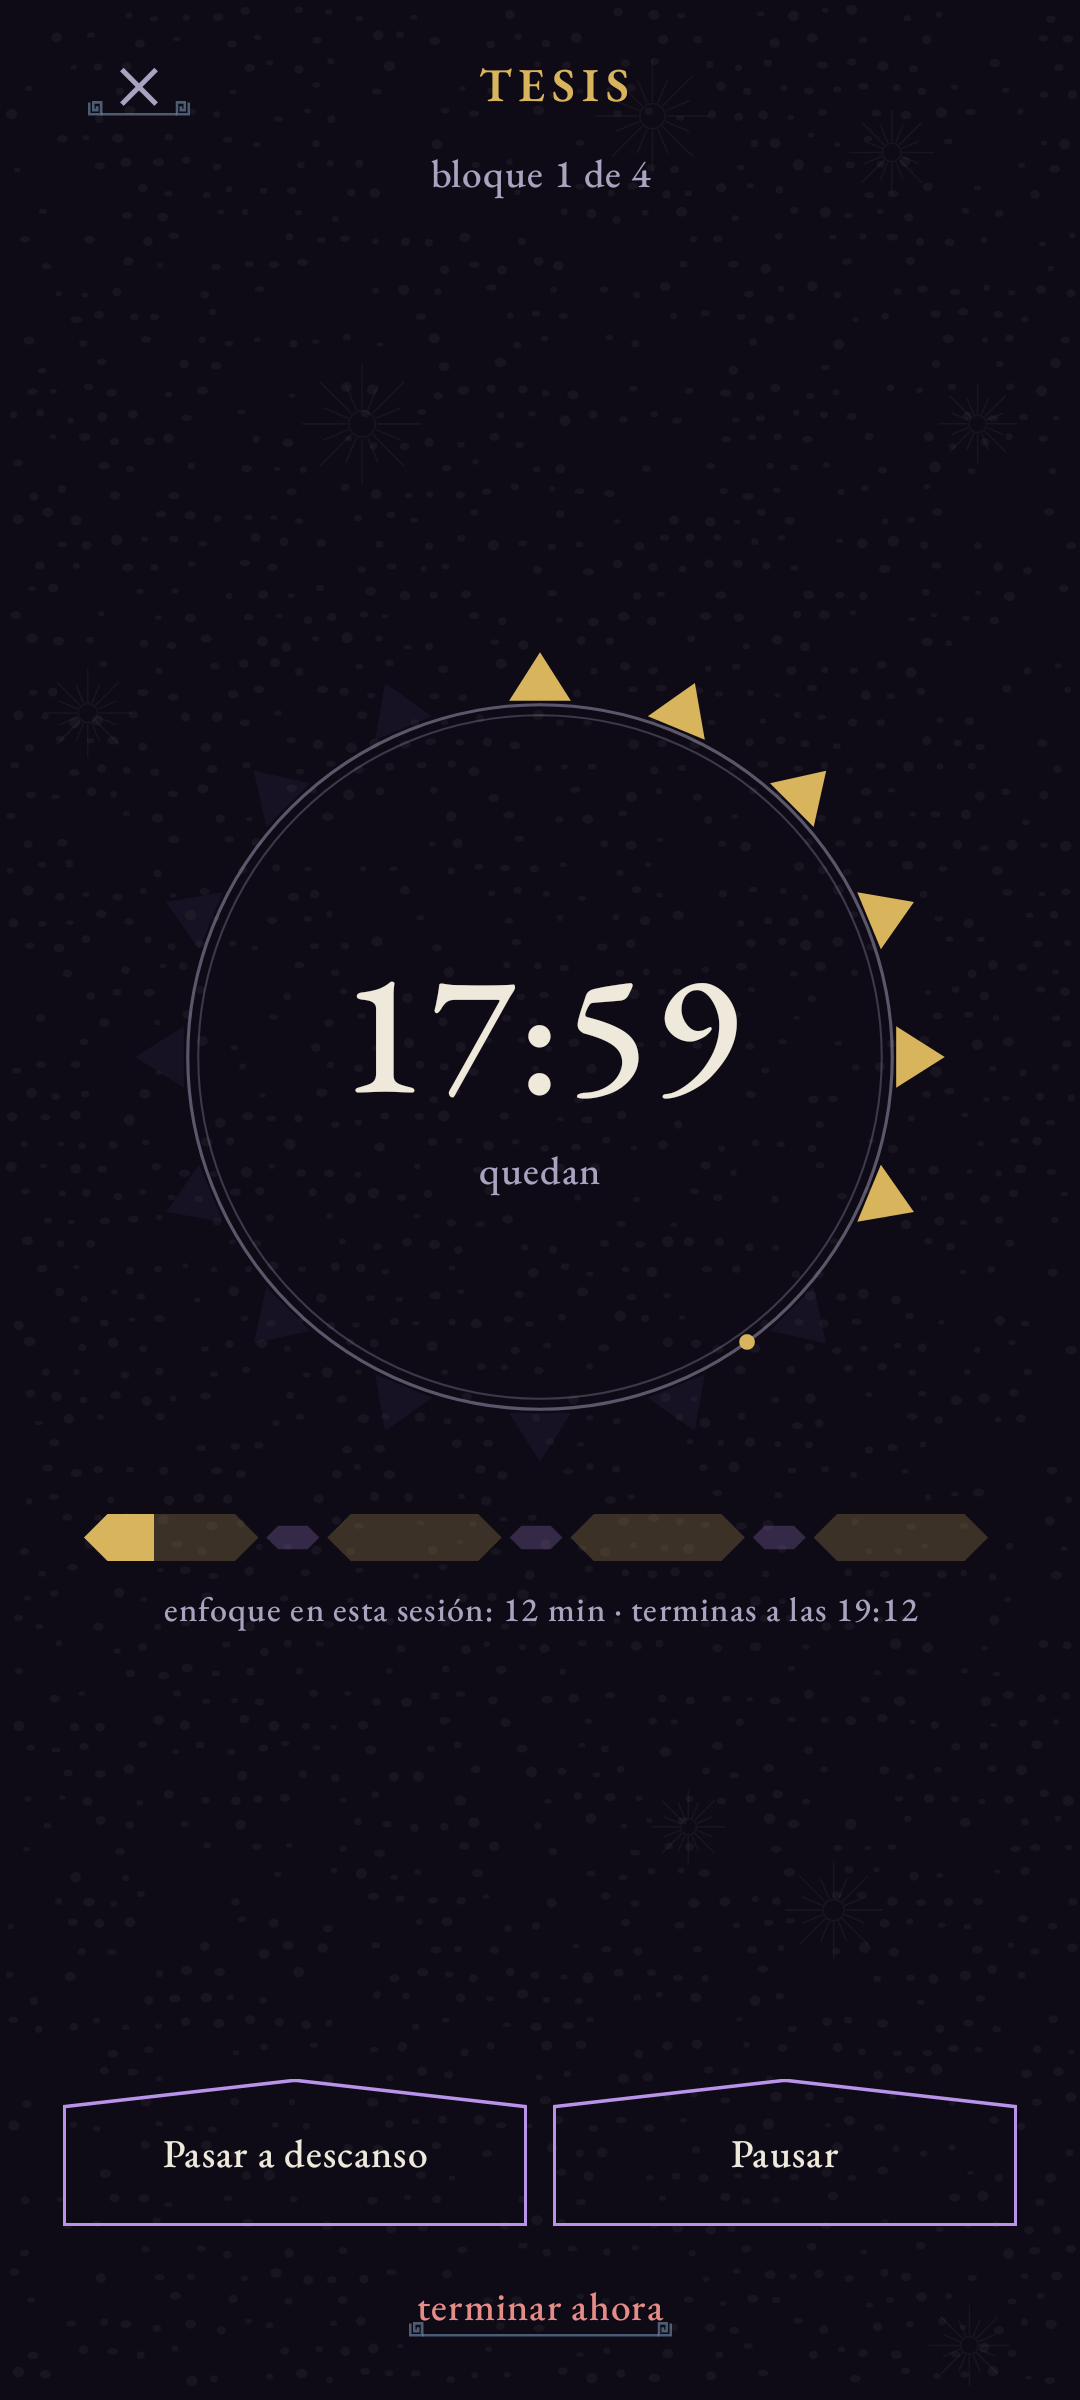 TESIS
bloque 1 de 4
17:59
quedan
enfoque en esta sesión: 12 min · terminas a las 19:12
Pasar a descanso
Pausar
terminar ahora